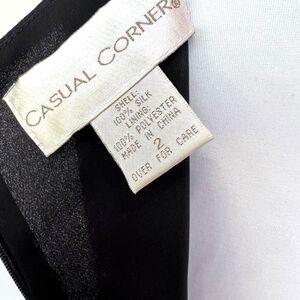 CASUAL CORNER®
SHELL:
100% SILK
LINING:
100% POLYESTER
MADE IN CHINA
2
OVER FOR CARE